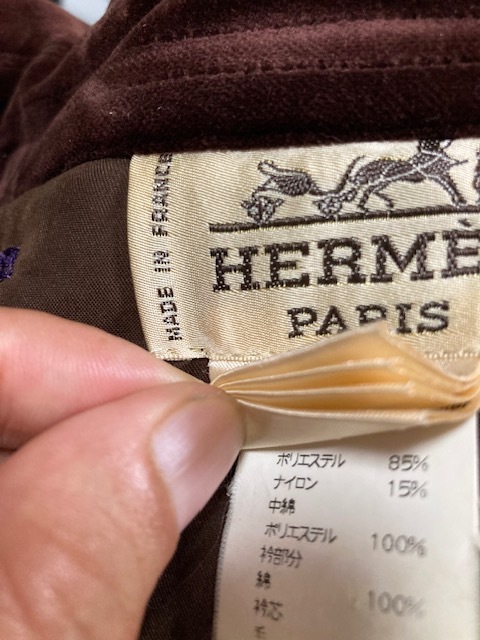 MADE IN FRANCE
HERMÈ
PARIS
ポリエステル 85%
ナイロン 15%
中綿
ポリエステル 100%
衿部分
綿 100%
衿芯